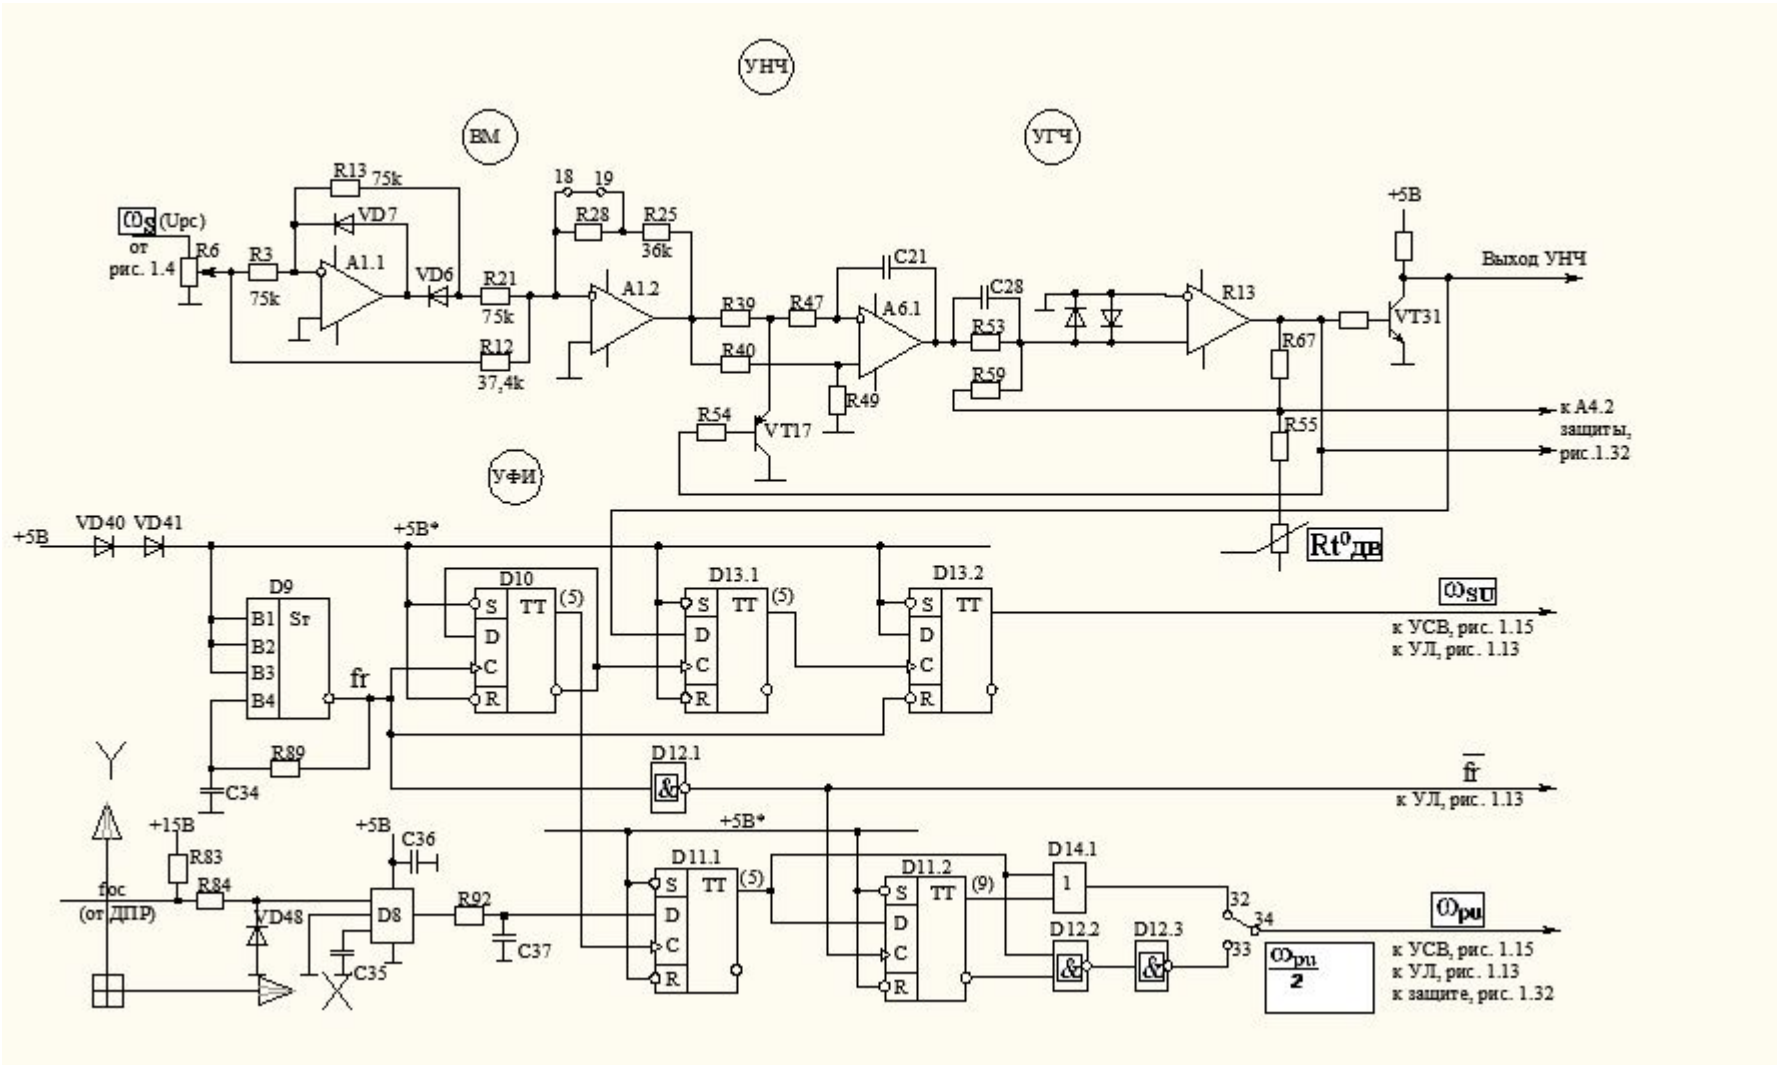 УНЧ
ВМ
УГЧ
R13 75k
VD7
ωS (Upc)
от
рис. 1.4
R6
R3
75k
A1.1
VD6
R21
75k
R12
37,4k
18 19
R28 R25
36k
A1.2
R39
R40
R47
C21
A6.1
R49
R54
VT17
C28
R53
R59
R13
R67
R55
+5В
VT31
Выход УНЧ
к А4.2
защиты,
рис.1.32
Rt⁰дв
УФИ
+5В
VD40 VD41
+5В*
D9
B1 Sт
B2
B3
B4
fг
R89
C34
D10
S TT (5)
D
C
R
D13.1
S TT (5)
D
C
R
D13.2
S TT
D
C
R
ωSU
к УСВ, рис. 1.15
к УЛ, рис. 1.13
D12.1
&
fг
к УЛ, рис. 1.13
Y
X
+15В
R83
R84
fос
(от ДПР)
VD48
+5В
C36
D8
C35
R92
C37
+5В*
D11.1
S TT (5)
D
C
R
D11.2
S TT (9)
D
C
R
D14.1
1
D12.2
&
D12.3
&
32
34
33
ωpu
ωpu
2
к УСВ, рис. 1.15
к УЛ, рис. 1.13
к защите, рис. 1.32